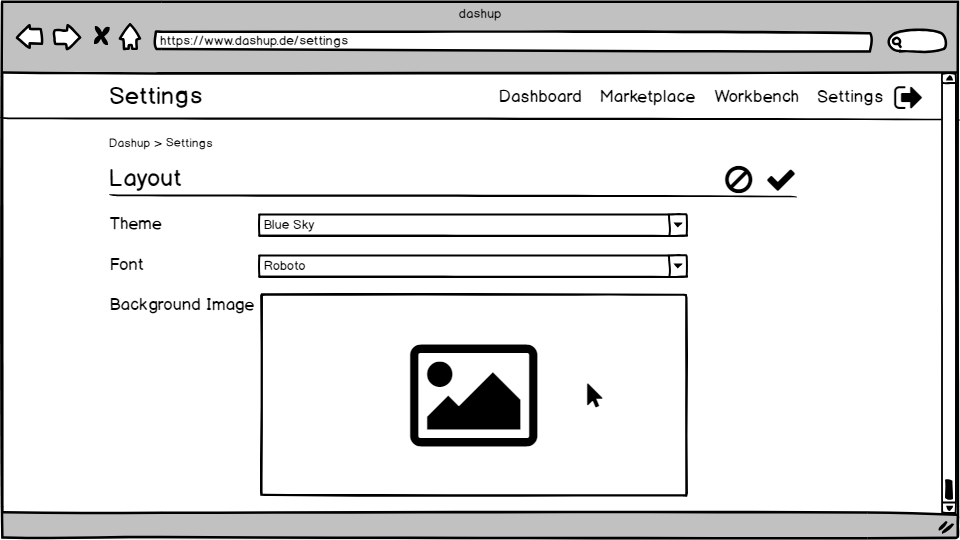 dashup
https://www.dashup.de/settings
Settings Dashboard Marketplace Workbench Settings
Dashup > Settings
Layout
Theme Blue Sky
Font Roboto
Background Image